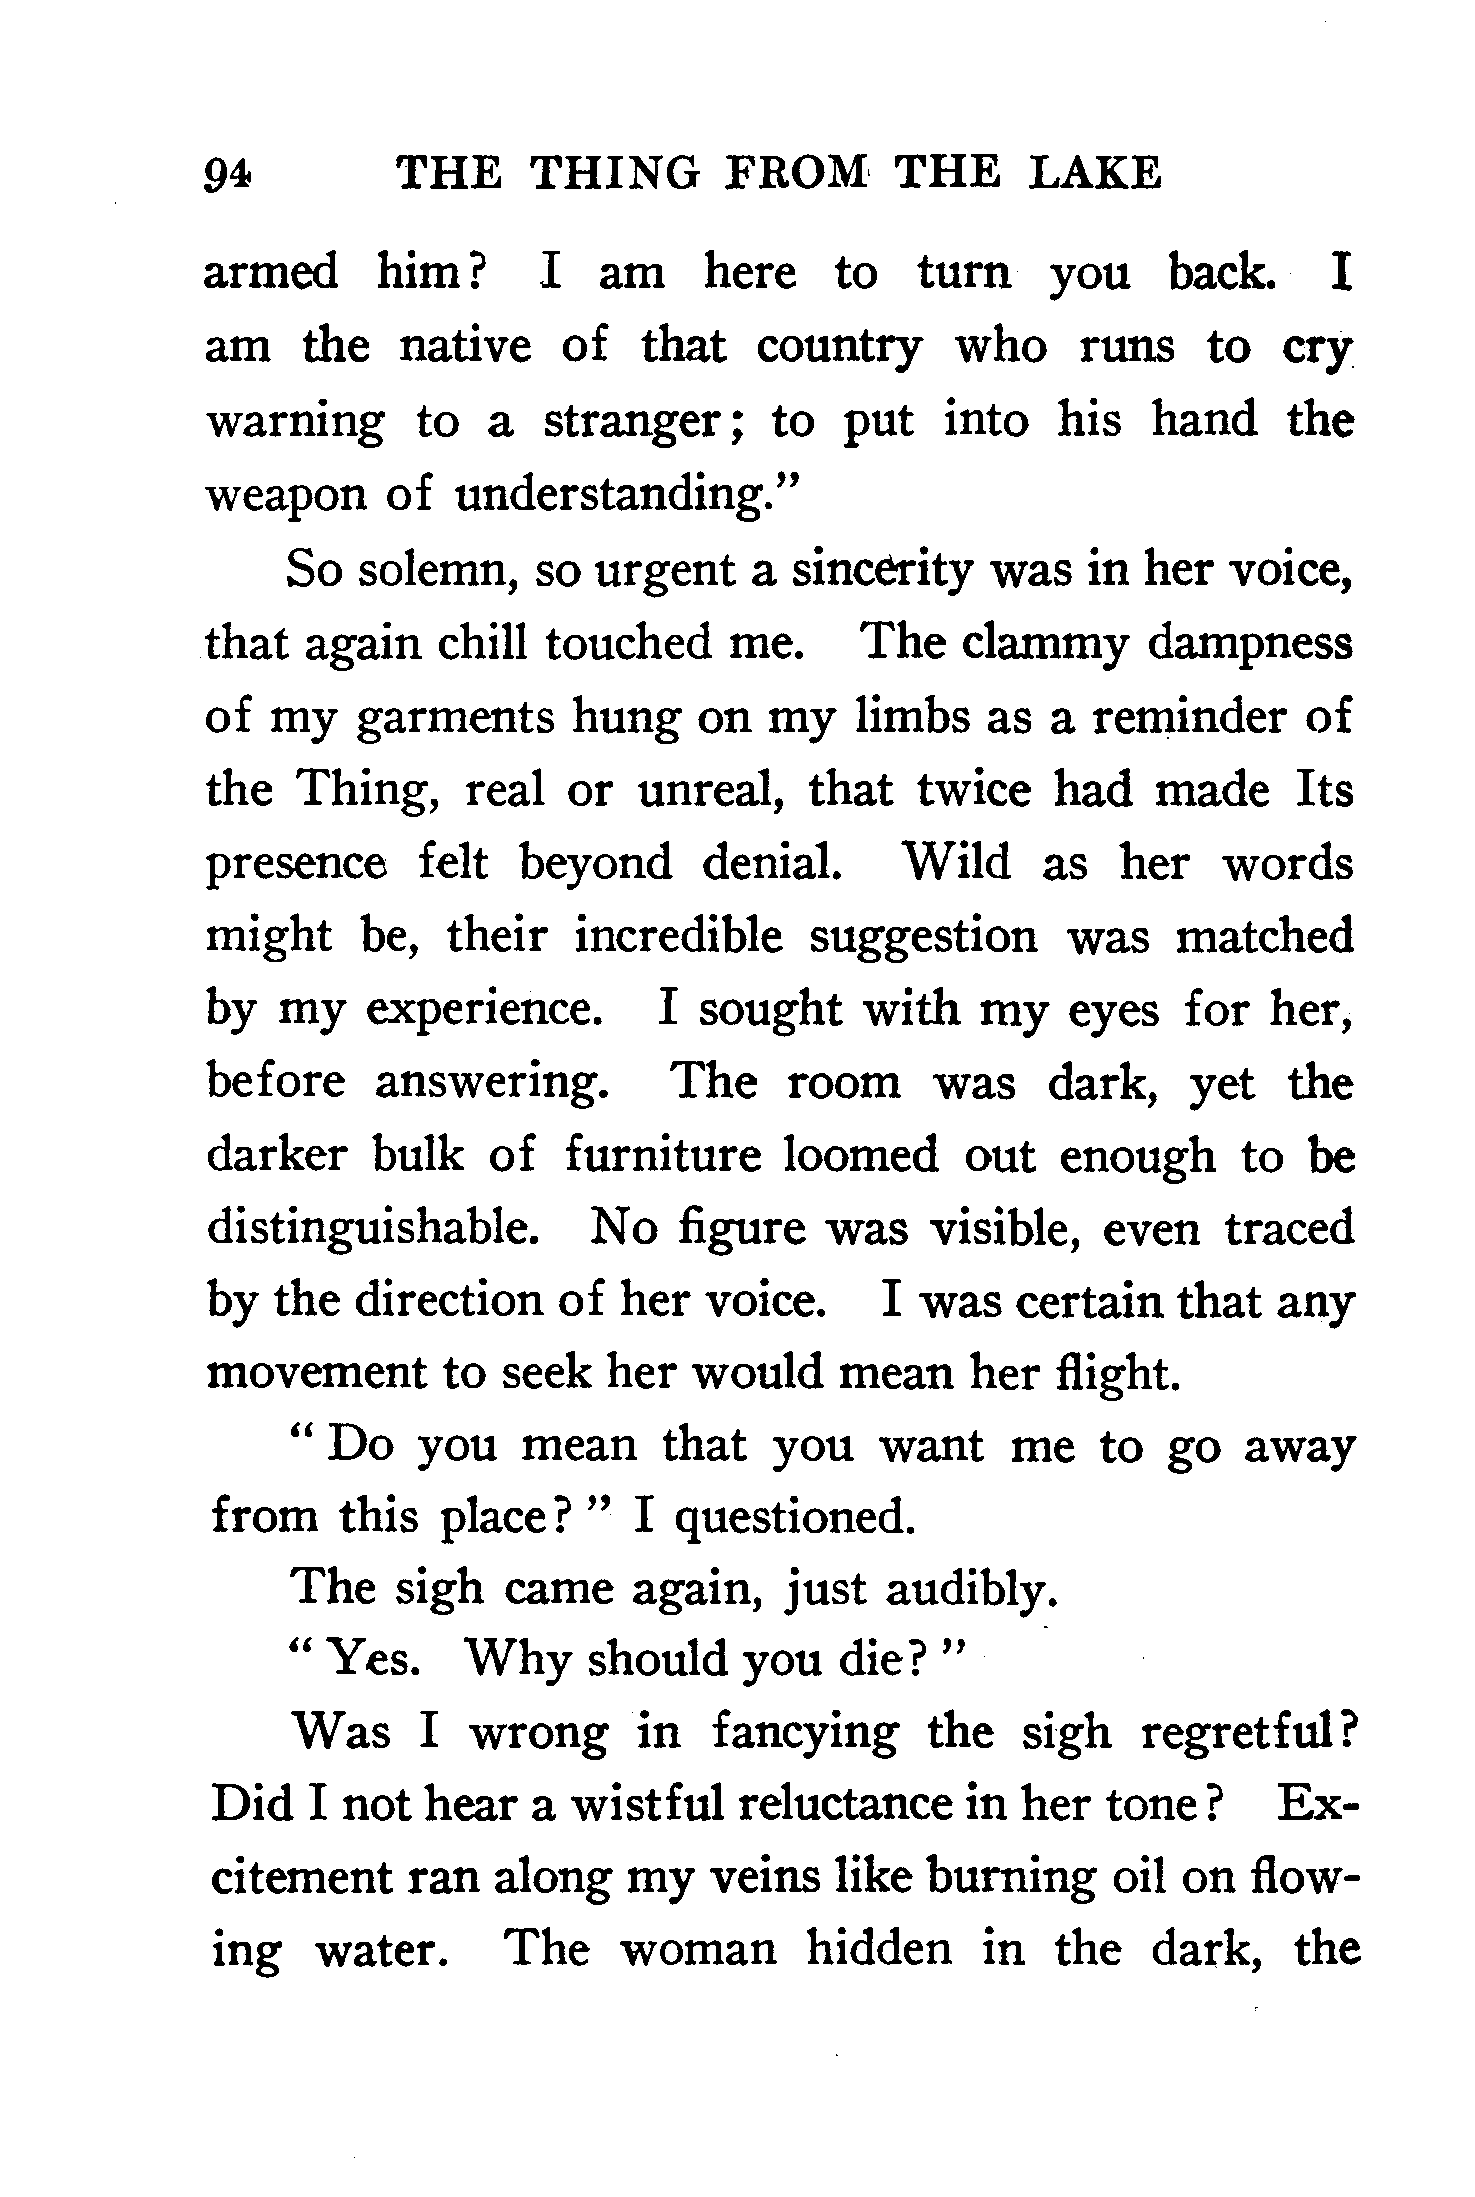 94 THE THING FROM THE LAKE
armed him? I am here to turn you back. I
am the native of that country who runs to cry
warning to a stranger; to put into his hand the
weapon of understanding."
So solemn, so urgent a sincerity was in her voice,
that again chill touched me. The clammy dampness
of my garments hung on my limbs as a reminder of
the Thing, real or unreal, that twice had made Its
presence felt beyond denial. Wild as her words
might be, their incredible suggestion was matched
by my experience. I sought with my eyes for her,
before answering. The room was dark, yet the
darker bulk of furniture loomed out enough to be
distinguishable. No figure was visible, even traced
by the direction of her voice. I was certain that any
movement to seek her would mean her flight.
"Do you mean that you want me to go away
from this place?" I questioned.
The sigh came again, just audibly.
"Yes. Why should you die?"
Was I wrong in fancying the sigh regretful?
Did I not hear a wistful reluctance in her tone? Ex-
citement ran along my veins like burning oil on flow-
ing water. The woman hidden in the dark, the